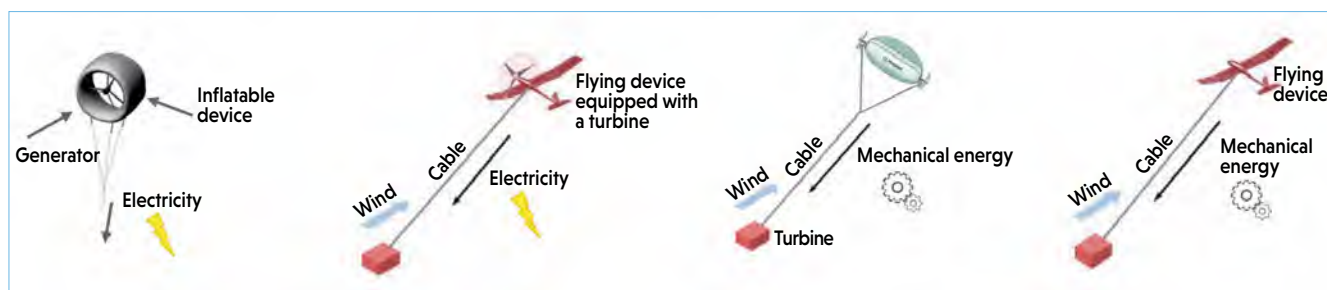 Inflatable
device
Generator
Electricity
Flying device
equipped with
a turbine
Cable
Wind
Electricity
Cable
Mechanical energy
Wind
Turbine
Flying
device
Cable
Mechanical
energy
Wind